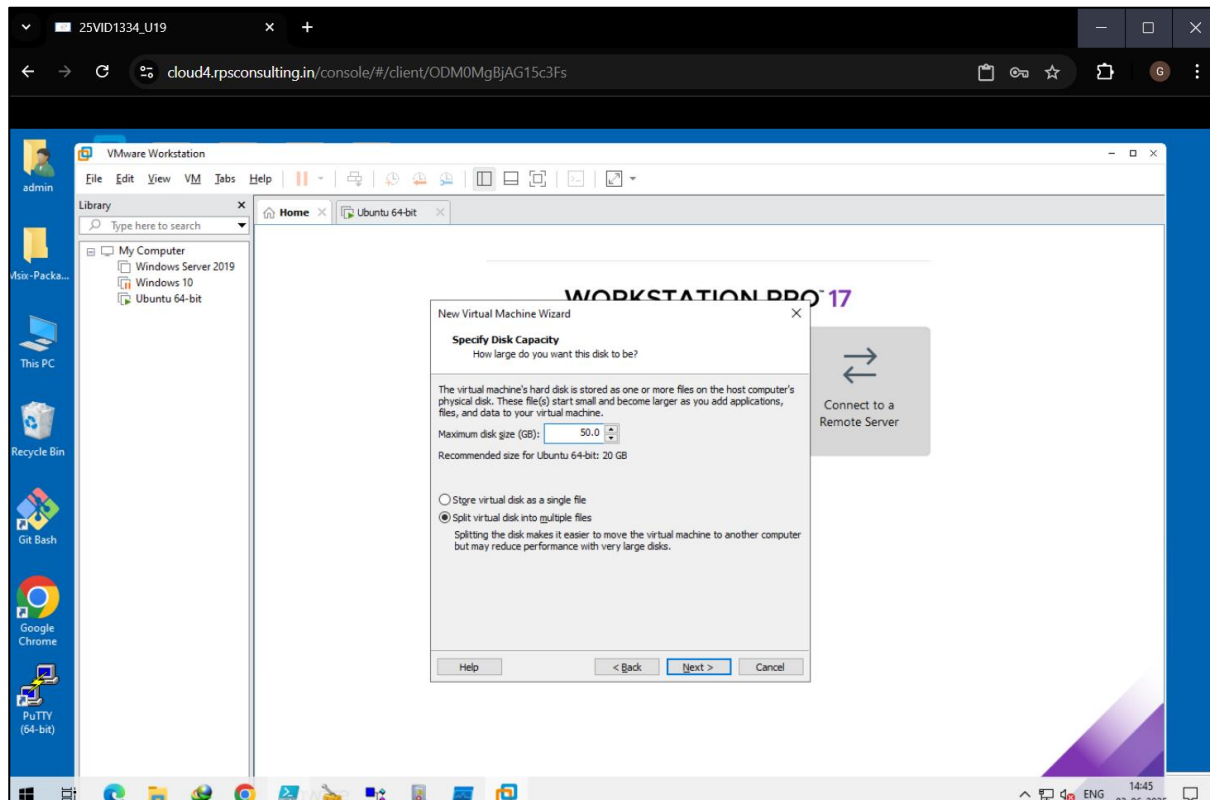 25VID1334_U19
cloud4.rpsconsulting.in/console/#/client/ODM0MgBjAG15c3Fs
G
admin
VMware Workstation
File Edit View VM Tabs Help
Library
Type here to search
Home
Ubuntu 64-bit
My Computer
Windows Server 2019
Windows 10
Ubuntu 64-bit
Msix-Packa...
This PC
Recycle Bin
Git Bash
Google
Chrome
PuTTY
(64-bit)
WORKSTATION PRO™ 17
Connect to a
Remote Server
New Virtual Machine Wizard
Specify Disk Capacity
How large do you want this disk to be?
The virtual machine's hard disk is stored as one or more files on the host computer's
physical disk. These file(s) start small and become larger as you add applications,
files, and data to your virtual machine.
Maximum disk size (GB): 50.0
Recommended size for Ubuntu 64-bit: 20 GB
Store virtual disk as a single file
Split virtual disk into multiple files
Splitting the disk makes it easier to move the virtual machine to another computer
but may reduce performance with very large disks.
Help < Back Next > Cancel
ENG
14:45